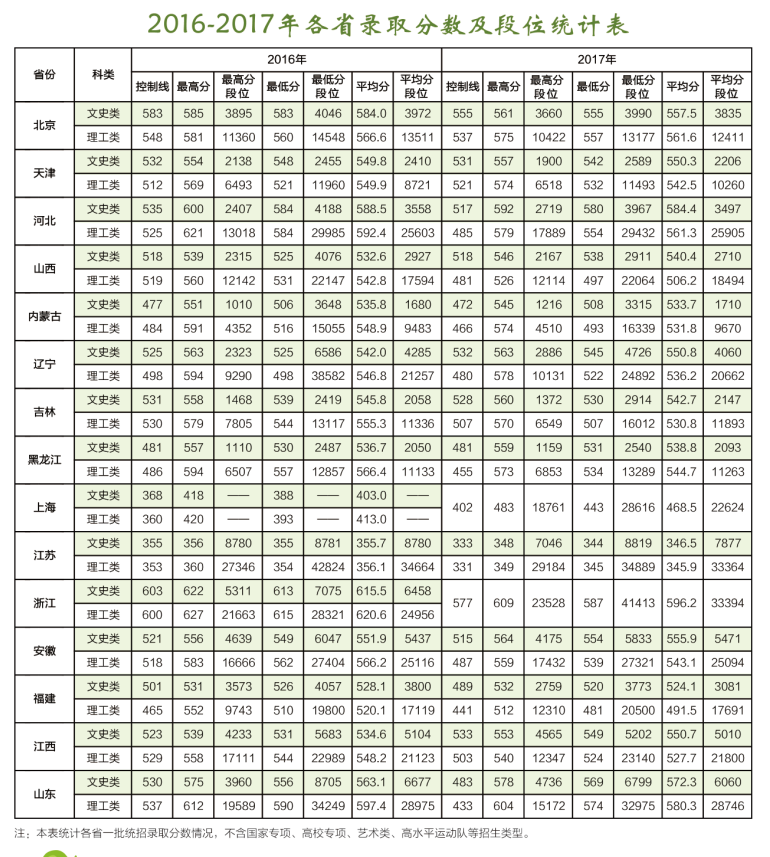 2016-2017年各省录取分数及段位统计表
省份 科类 2016年 2017年
控制线 最高分 最高分段位 最低分 最低分段位 平均分 平均分段位 控制线 最高分 最高分段位 最低分 最低分段位 平均分 平均分段位
北京 文史类 583 585 3895 583 4046 584.0 3972 555 561 3660 555 3990 557.5 3835
理工类 548 581 11360 560 14548 566.6 13511 537 575 10422 557 13177 561.6 12411
天津 文史类 532 554 2138 548 2455 549.8 2410 531 557 1900 542 2589 550.3 2206
理工类 512 569 6493 521 11960 549.9 8721 521 574 6518 532 11493 542.5 10260
河北 文史类 535 600 2407 584 4188 588.5 3558 517 592 2719 580 3967 584.4 3497
理工类 525 621 13018 584 29985 592.4 25603 485 579 17889 554 29432 561.3 25905
山西 文史类 518 539 2315 525 4076 532.6 2927 518 546 2167 538 2911 540.4 2710
理工类 519 560 12142 531 22147 542.8 17594 481 526 12114 497 22064 506.2 18494
内蒙古 文史类 477 551 1010 506 3648 535.8 1680 472 545 1216 508 3315 533.7 1710
理工类 484 591 4352 516 15055 548.9 9483 466 574 4510 493 16339 531.8 9670
辽宁 文史类 525 563 2323 525 6586 542.0 4285 532 563 2886 545 4726 550.8 4060
理工类 498 594 9290 498 38582 546.8 21257 480 578 10131 522 24892 536.2 20662
吉林 文史类 531 558 1468 539 2419 545.8 2058 528 560 1372 530 2914 542.7 2147
理工类 530 579 7805 544 13117 555.3 11336 507 570 6549 507 16012 530.8 11893
黑龙江 文史类 481 557 1110 530 2487 536.7 2050 481 559 1159 531 2540 538.8 2093
理工类 486 594 6507 557 12857 566.4 11133 455 573 6853 534 13289 544.7 11263
上海 文史类 368 418 —— 388 —— 403.0 —— 402 483 18761 443 28616 468.5 22624
理工类 360 420 —— 393 —— 413.0 ——
江苏 文史类 355 356 8780 355 8781 355.7 8780 333 348 7046 344 8819 346.5 7877
理工类 353 360 27346 354 42824 356.1 34664 331 349 29184 345 34889 345.9 33364
浙江 文史类 603 622 5311 613 7075 615.5 6458 577 609 23528 587 41413 596.2 33394
理工类 600 627 21663 615 28321 620.6 24956
安徽 文史类 521 556 4639 549 6047 551.9 5437 515 564 4175 554 5833 555.9 5471
理工类 518 583 16666 562 27404 566.2 25116 487 559 17432 539 27321 543.1 25094
福建 文史类 501 531 3573 526 4057 528.1 3800 489 532 2759 520 3773 524.1 3081
理工类 465 552 9743 510 19800 520.1 17119 441 512 12310 481 20500 491.5 17691
江西 文史类 523 539 4233 531 5683 534.6 5104 533 553 4565 549 5202 550.7 5010
理工类 529 558 17111 544 22989 548.2 21123 503 540 12347 524 23140 527.7 21800
山东 文史类 530 575 3960 556 8705 563.1 6677 483 578 4736 569 6799 572.3 6060
理工类 537 612 19589 590 34249 597.4 28975 433 604 15172 574 32975 580.3 28746
注：本表统计各省一批统招录取分数情况，不含国家专项、高校专项、艺术类、高水平运动队等招生类型。